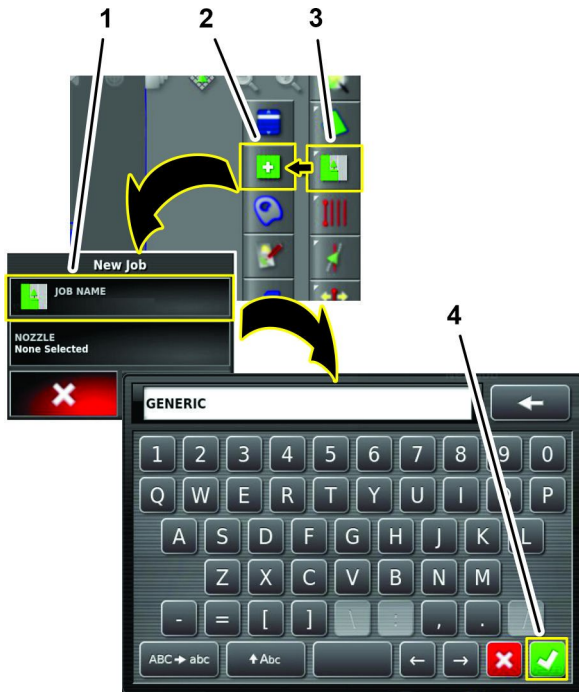 1 2 3
New Job
JOB NAME
NOZZLE
None Selected
4
GENERIC
1 2 3 4 5 6 7 8 9 0
Q W E R T Y U I O P
A S D F G H J K L
Z X C V B N M
- = [ ] \ : , . /
ABC→abc ↑Abc ← →